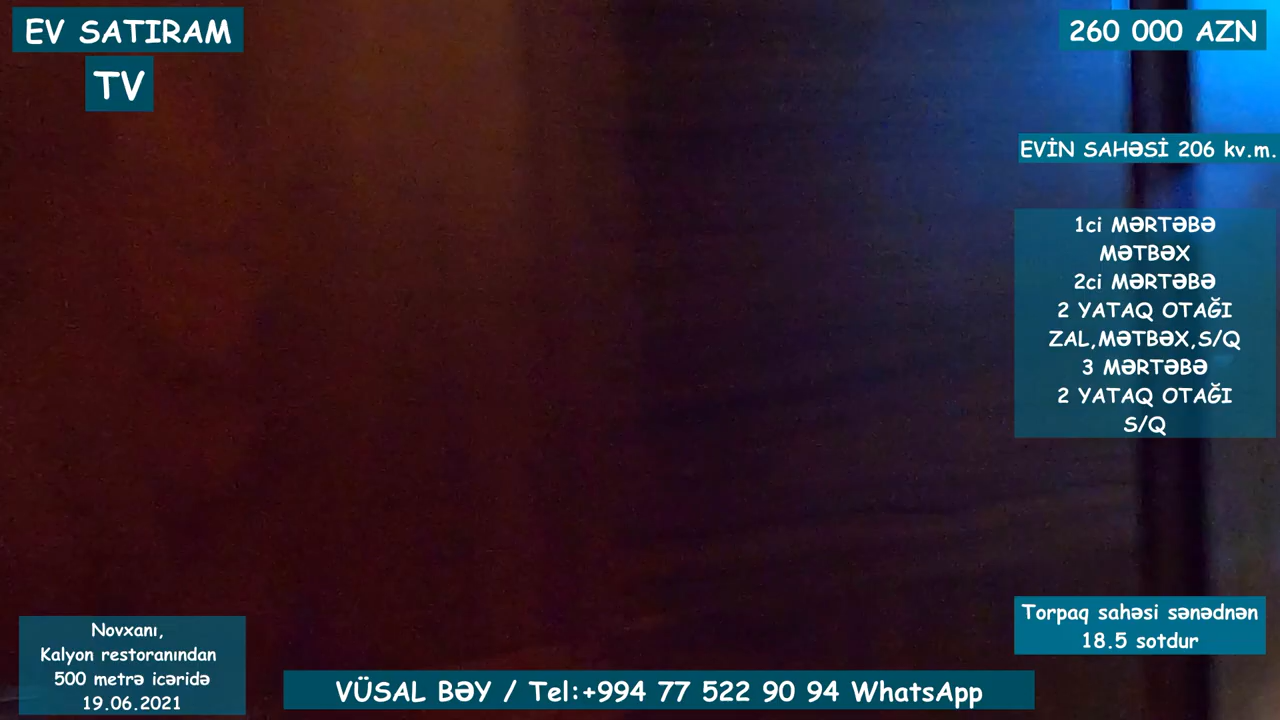 EV SATIRAM
TV
260 000 AZN
EVİN SAHƏSİ 206 kv.m.
1ci MƏRTƏBƏ
MƏTBƏX
2ci MƏRTƏBƏ
2 YATAQ OTAĞI
ZAL,MƏTBƏX,S/Q
3 MƏRTƏBƏ
2 YATAQ OTAĞI
S/Q
Torpaq sahəsi sənədnən
18.5 sotdur
Novxanı,
Kalyon restoranından
500 metrə icəridə
19.06.2021
VÜSAL BƏY / Tel:+994 77 522 90 94 WhatsApp